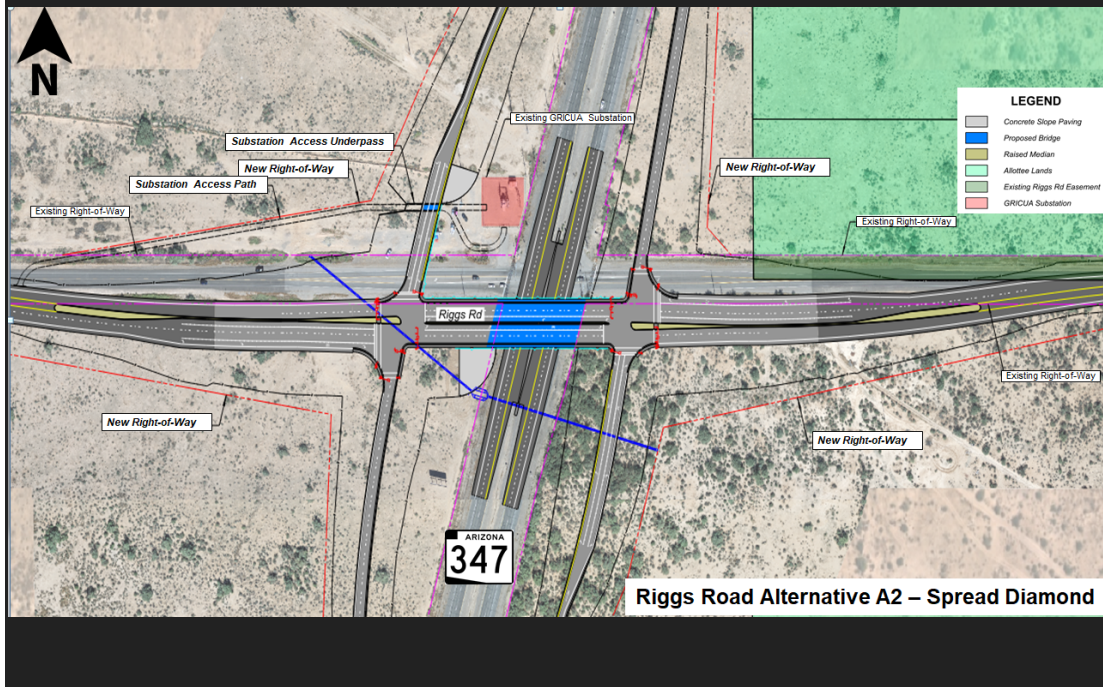 N
Existing GRICUA Substation
Substation Access Underpass
New Right-of-Way
Substation Access Path
Existing Right-of-Way
New Right-of-Way
Existing Right-of-Way
LEGEND
Concrete Slope Paving
Proposed Bridge
Raised Median
Allottee Lands
Existing Riggs Rd Easement
GRICUA Substation
Riggs Rd
Existing Right-of-Way
New Right-of-Way
New Right-of-Way
ARIZONA
347
Riggs Road Alternative A2 – Spread Diamond